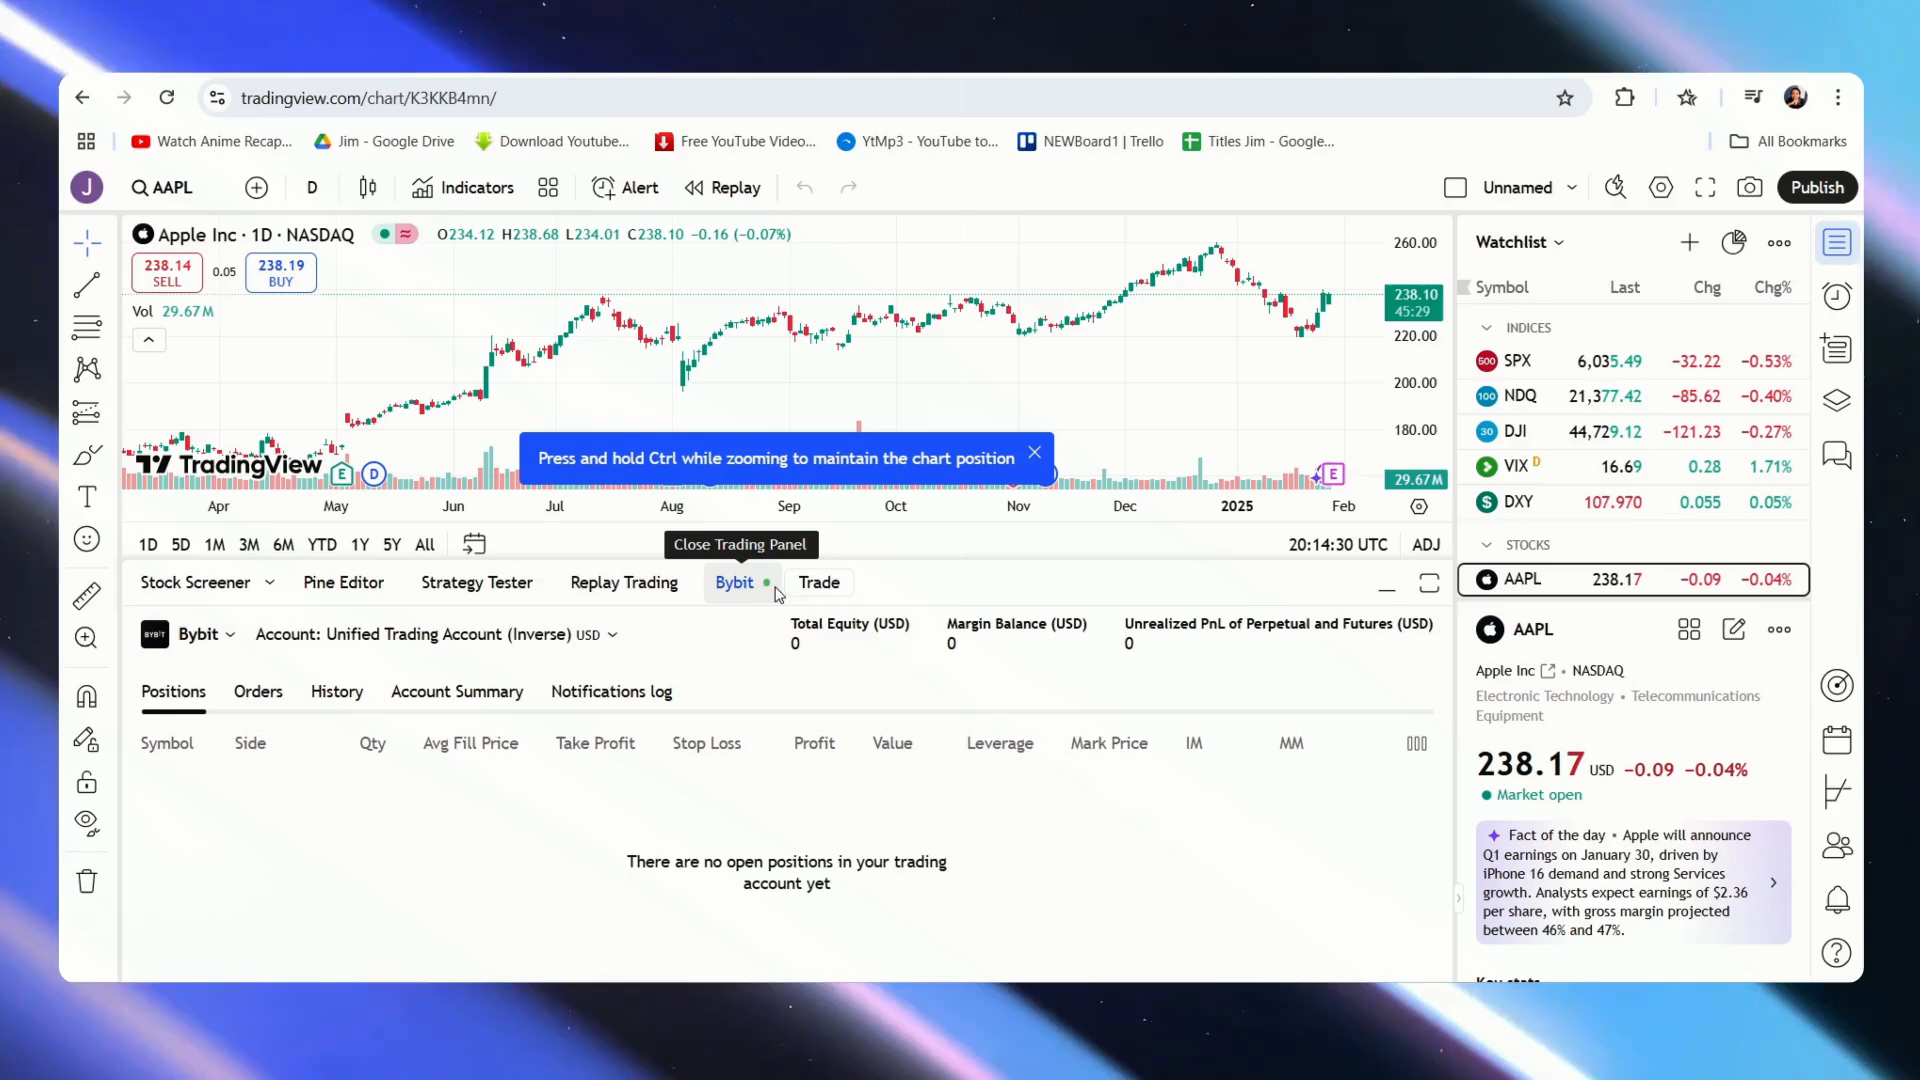 tradingview.com/chart/K3KKB4mn/
Watch Anime Recap...
Jim - Google Drive
Download Youtube...
Free YouTube Video...
YtMp3 - YouTube to...
NEWBoard1 | Trello
Titles Jim - Google...
All Bookmarks
J
AAPL
D
Indicators
Alert
Replay
Unnamed
Publish
Apple Inc · 1D · NASDAQ
O234.12 H238.68 L234.01 C238.10 −0.16 (−0.07%)
238.14
SELL
0.05
238.19
BUY
Vol 29.67M
260.00
238.10
45:29
220.00
200.00
180.00
29.67M
TradingView
E
D
Press and hold Ctrl while zooming to maintain the chart position
E
Apr
May
Jun
Jul
Aug
Sep
Oct
Nov
Dec
2025
Feb
1D 5D 1M 3M 6M YTD 1Y 5Y All
Close Trading Panel
20:14:30 UTC
ADJ
Stock Screener
Pine Editor
Strategy Tester
Replay Trading
Bybit
Trade
BYBIT
Bybit
Account: Unified Trading Account (Inverse) USD
Total Equity (USD)
0
Margin Balance (USD)
0
Unrealized PnL of Perpetual and Futures (USD)
0
Positions
Orders
History
Account Summary
Notifications log
Symbol
Side
Qty
Avg Fill Price
Take Profit
Stop Loss
Profit
Value
Leverage
Mark Price
IM
MM
There are no open positions in your trading
account yet
Watchlist
Symbol Last Chg Chg%
INDICES
500 SPX 6,035.49 −32.22 −0.53%
100 NDQ 21,377.42 −85.62 −0.40%
30 DJI 44,729.12 −121.23 −0.27%
VIX D 16.69 0.28 1.71%
$ DXY 107.970 0.055 0.05%
STOCKS
AAPL 238.17 −0.09 −0.04%
AAPL
Apple Inc • NASDAQ
Electronic Technology • Telecommunications
Equipment
238.17 USD −0.09 −0.04%
Market open
Fact of the day • Apple will announce
Q1 earnings on January 30, driven by
iPhone 16 demand and strong Services
growth. Analysts expect earnings of $2.36
per share, with gross margin projected
between 46% and 47%.
Key stats